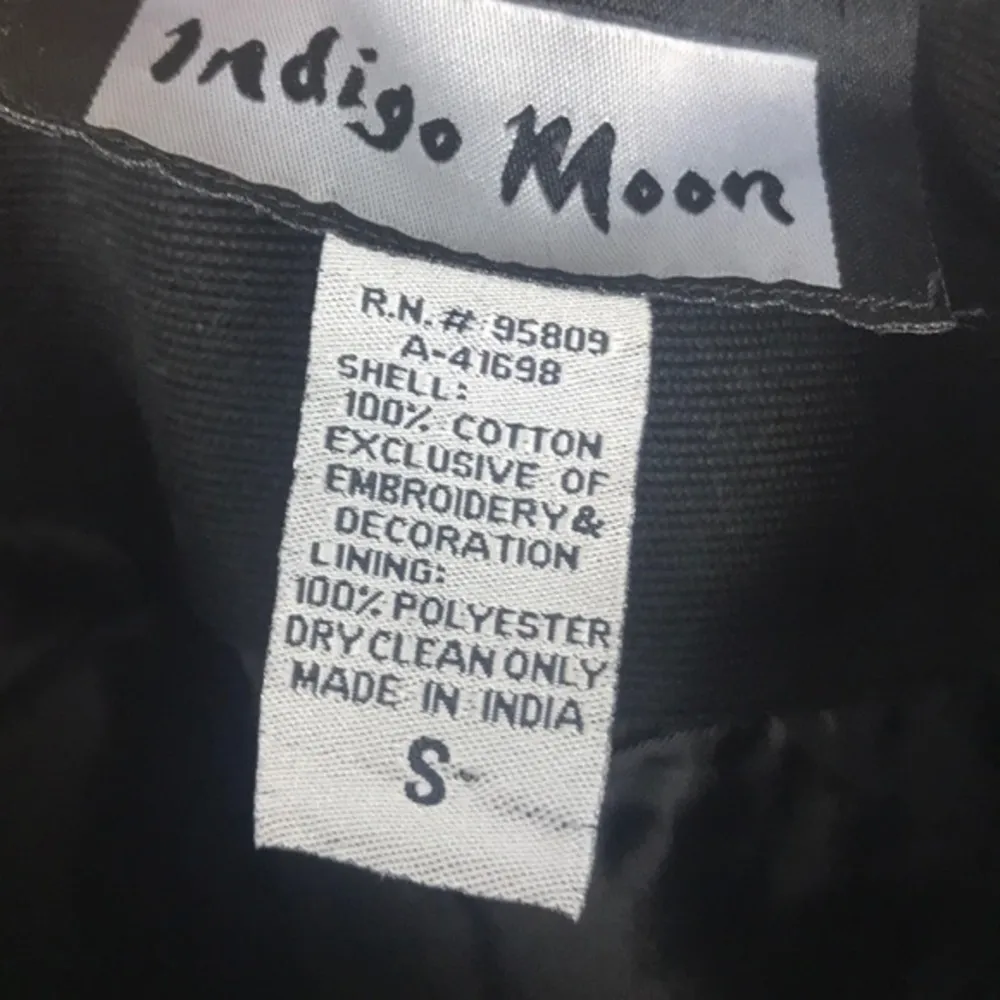 Indigo Moon
R.N.# 95809
A-41698
SHELL:
100% COTTON
EXCLUSIVE OF
EMBROIDERY&
DECORATION
LINING:
100% POLYESTER
DRY CLEAN ONLY
MADE IN INDIA
S